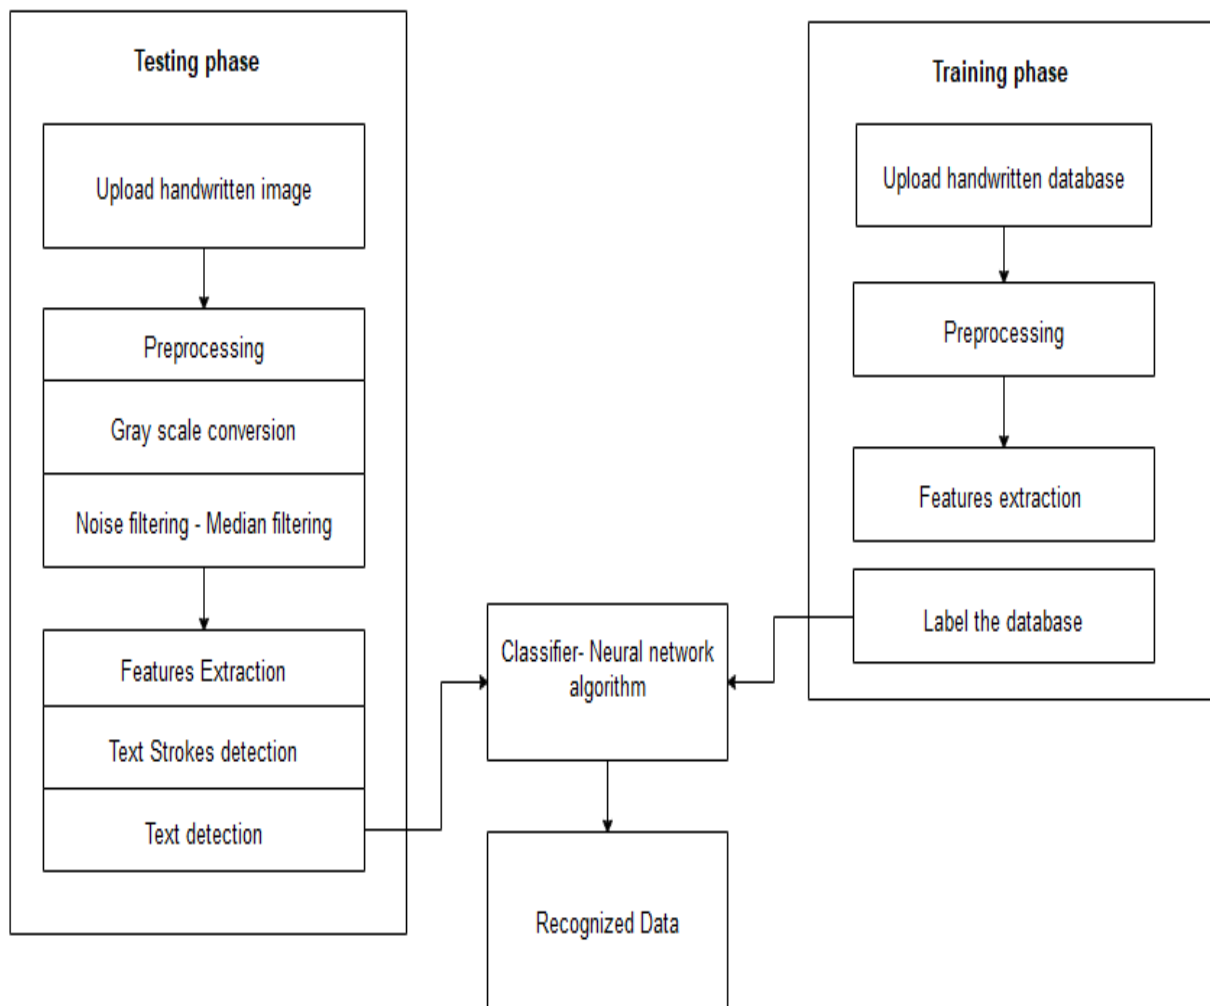 Testing phase
Upload handwritten image
Preprocessing
Gray scale conversion
Noise filtering - Median filtering
Features Extraction
Text Strokes detection
Text detection
Training phase
Upload handwritten database
Preprocessing
Features extraction
Label the database
Classifier- Neural network
algorithm
Recognized Data